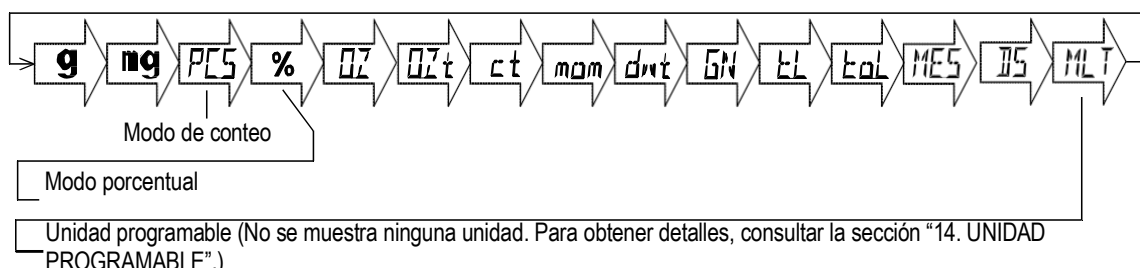 g mg PCS % OZ OZt ct mom dwt GN tL toL MES DS MLT
Modo de conteo
Modo porcentual
Unidad programable (No se muestra ninguna unidad. Para obtener detalles, consultar la sección “14. UNIDAD
PROGRAMABLE”.)